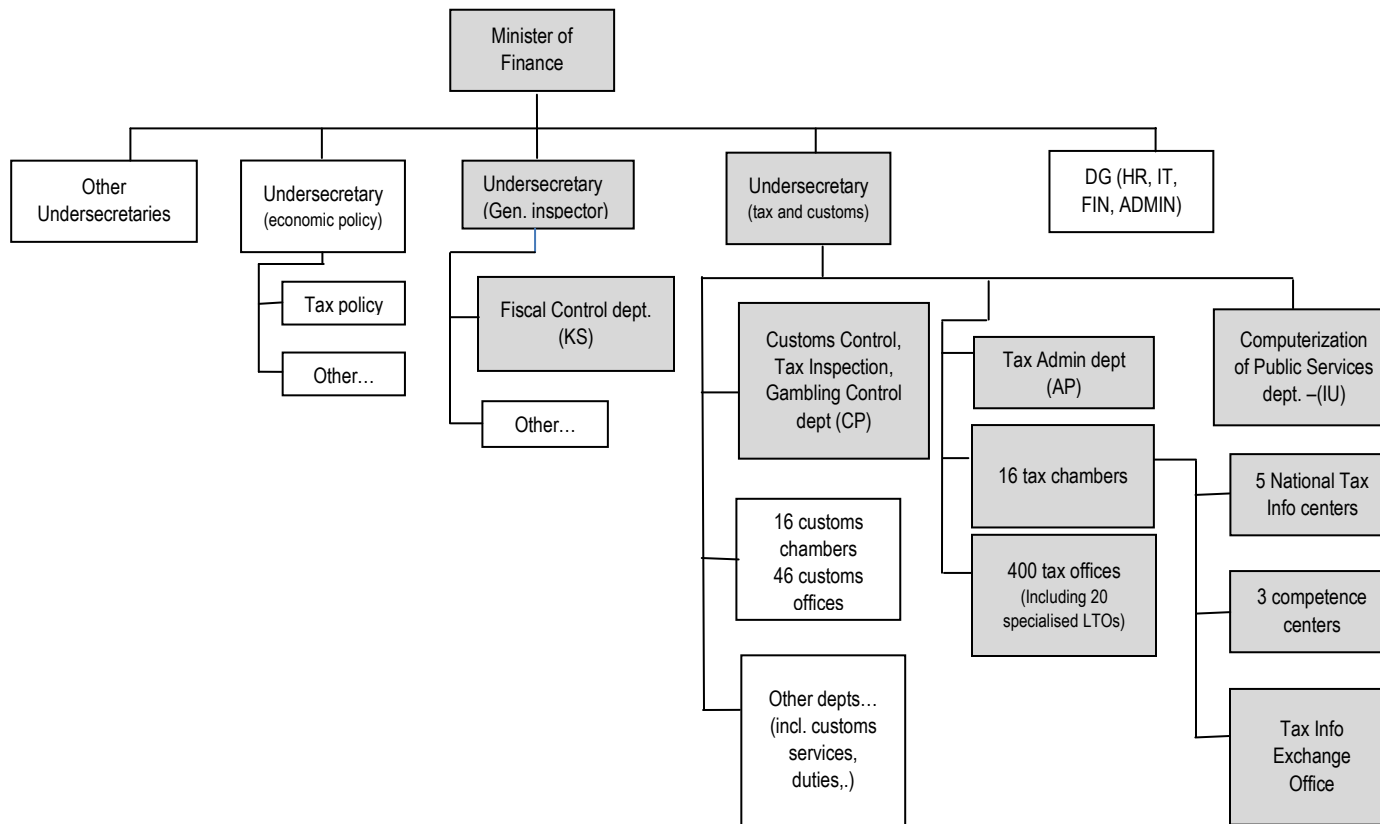 Minister of
Finance
Other
Undersecretaries
Undersecretary
(economic policy)
Undersecretary
(Gen. inspector)
Undersecretary
(tax and customs)
DG (HR, IT,
FIN, ADMIN)
Tax policy
Other…
Fiscal Control dept.
(KS)
Other…
Customs Control,
Tax Inspection,
Gambling Control
dept (CP)
16 customs
chambers
46 customs
offices
Other depts…
(incl. customs
services,
duties,.)
Tax Admin dept
(AP)
16 tax chambers
400 tax offices
(Including 20
specialised LTOs)
Computerization
of Public Services
dept. –(IU)
5 National Tax
Info centers
3 competence
centers
Tax Info
Exchange
Office